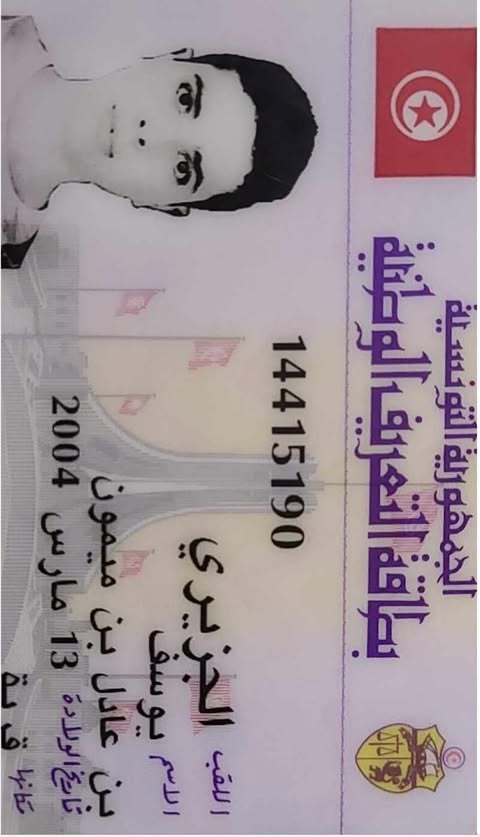 الجمهورية التونسية
بطاقة التعريف الوطنية
14415190
اللقب الجزيري
الاسم يوسف
بن عادل بن ميمون
تاريخ الولادة 13 مارس 2004
مكانها